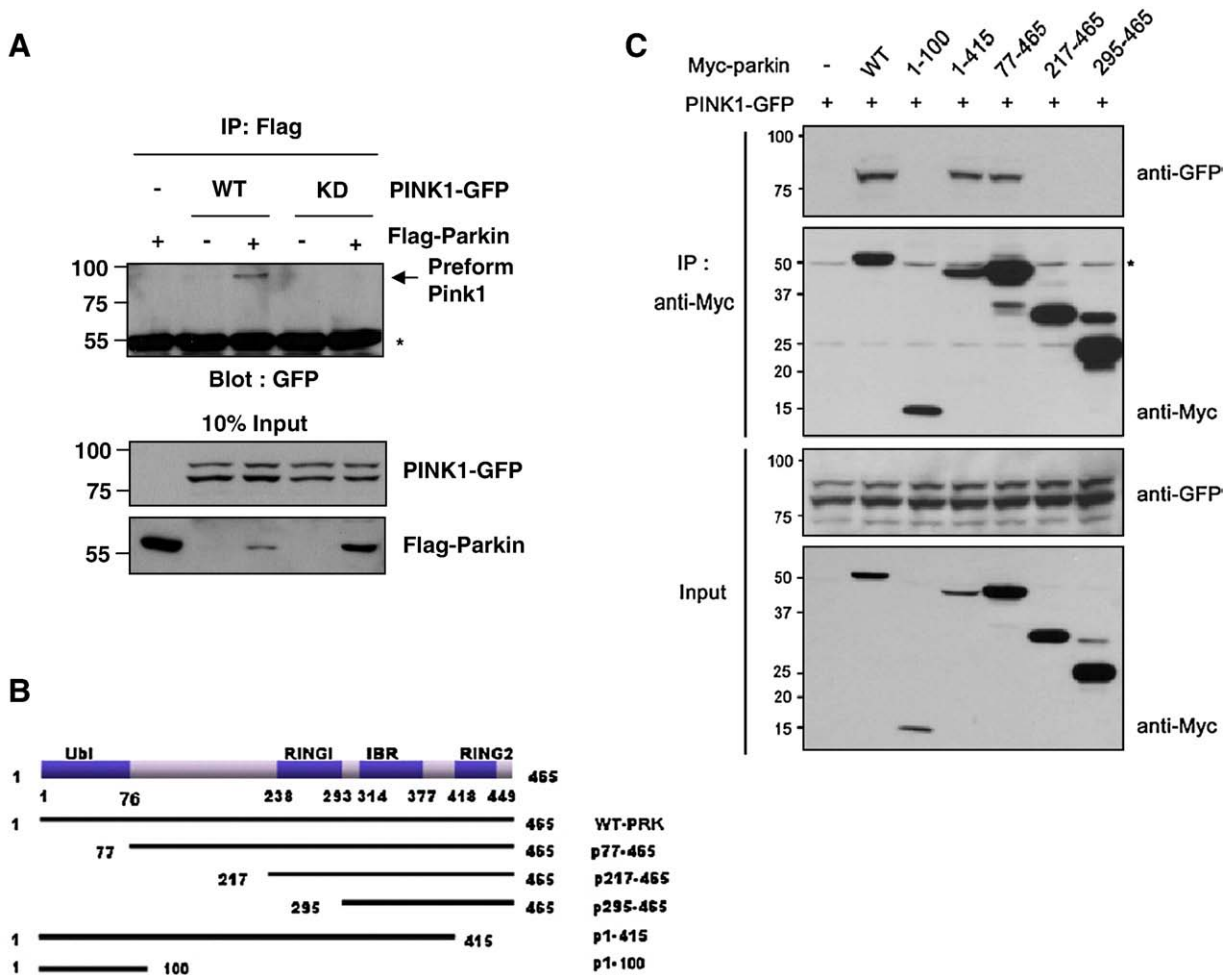 A
IP: Flag
- WT KD PINK1-GFP
+ - + - + Flag-Parkin
100
75
55
Preform
Pink1
*
Blot : GFP
10% Input
100
75
PINK1-GFP
55
Flag-Parkin
B
Ubl RING1 IBR RING2
1 465
1 76 238 293 314 377 418 449
1 465 WT-PRK
77 465 p77-465
217 465 p217-465
295 465 p295-465
1 415 p1-415
1 100 p1-100
C
Myc-parkin - WT 1-100 1-415 77-465 217-465 295-465
PINK1-GFP + + + + + + +
IP :
anti-Myc
100
75
anti-GFP
50
37
25
20
15
*
anti-Myc
Input
100
75
anti-GFP
50
37
25
20
15
anti-Myc